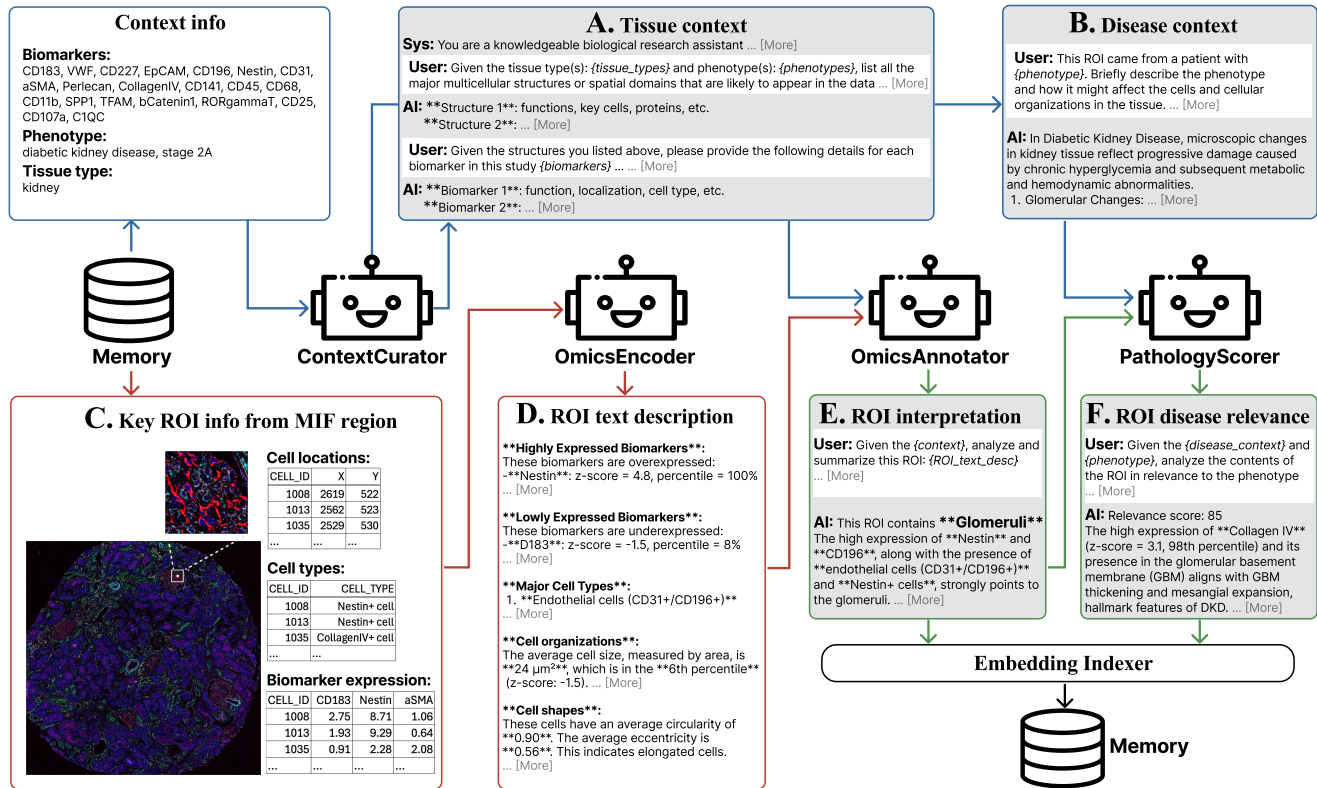 Context info
Biomarkers:
CD183, VWF, CD227, EpCAM, CD196, Nestin, CD31,
aSMA, Perlecan, CollagenIV, CD141, CD45, CD68,
CD11b, SPP1, TFAM, bCatenin1, RORgammaT, CD25,
CD107a, C1QC
Phenotype:
diabetic kidney disease, stage 2A
Tissue type:
kidney
A. Tissue context
Sys: You are a knowledgeable biological research assistant ... [More]
User: Given the tissue type(s): {tissue_types} and phenotype(s): {phenotypes}, list all the
major multicellular structures or spatial domains that are likely to appear in the data ... [More]
AI: **Structure 1**: functions, key cells, proteins, etc.
**Structure 2**: ... [More]
User: Given the structures you listed above, please provide the following details for each
biomarker in this study {biomarkers} ... ... [More]
AI: **Biomarker 1**: function, localization, cell type, etc.
**Biomarker 2**: ... [More]
B. Disease context
User: This ROI came from a patient with
{phenotype}. Briefly describe the phenotype
and how it might affect the cells and cellular
organizations in the tissue. ... [More]
AI: In Diabetic Kidney Disease, microscopic changes
in kidney tissue reflect progressive damage caused
by chronic hyperglycemia and subsequent metabolic
and hemodynamic abnormalities.
1. Glomerular Changes: ... [More]
Memory
ContextCurator
OmicsEncoder
OmicsAnnotator
PathologyScorer
C. Key ROI info from MIF region
Cell locations:
CELL_ID X Y
1008 2619 522
1013 2562 523
1035 2529 530
... ... ...
Cell types:
CELL_ID CELL_TYPE
1008 Nestin+ cell
1013 Nestin+ cell
1035 CollagenIV+ cell
... ...
Biomarker expression:
CELL_ID CD183 Nestin aSMA
1008 2.75 8.71 1.06
1013 1.93 9.29 0.64
1035 0.91 2.28 2.08
... ... ... ...
D. ROI text description
**Highly Expressed Biomarkers**:
These biomarkers are overexpressed:
-**Nestin**: z-score = 4.8, percentile = 100%
... [More]
**Lowly Expressed Biomarkers**:
These biomarkers are underexpressed:
-**D183**: z-score = -1.5, percentile = 8%
... [More]
**Major Cell Types**:
1. **Endothelial cells (CD31+/CD196+)**
... [More]
**Cell organizations**:
The average cell size, measured by area, is
**24 μm²**, which is in the **6th percentile**
(z-score: -1.5). ... [More]
**Cell shapes**:
These cells have an average circularity of
**0.90**. The average eccentricity is
**0.56**. This indicates elongated cells.
... [More]
E. ROI interpretation
User: Given the {context}, analyze and
summarize this ROI: {ROI_text_desc}
... [More]
AI: This ROI contains **Glomeruli**
The high expression of **Nestin** and
**CD196**, along with the presence of
**endothelial cells (CD31+/CD196+)**
and **Nestin+ cells**, strongly points to
the glomeruli. ... [More]
F. ROI disease relevance
User: Given the {disease_context} and
{phenotype}, analyze the contents of
the ROI in relevance to the phenotype
... [More]
AI: Relevance score: 85
The high expression of **Collagen IV**
(z-score = 3.1, 98th percentile) and its
presence in the glomerular basement
membrane (GBM) aligns with GBM
thickening and mesangial expansion,
hallmark features of DKD. ... [More]
Embedding Indexer
Memory